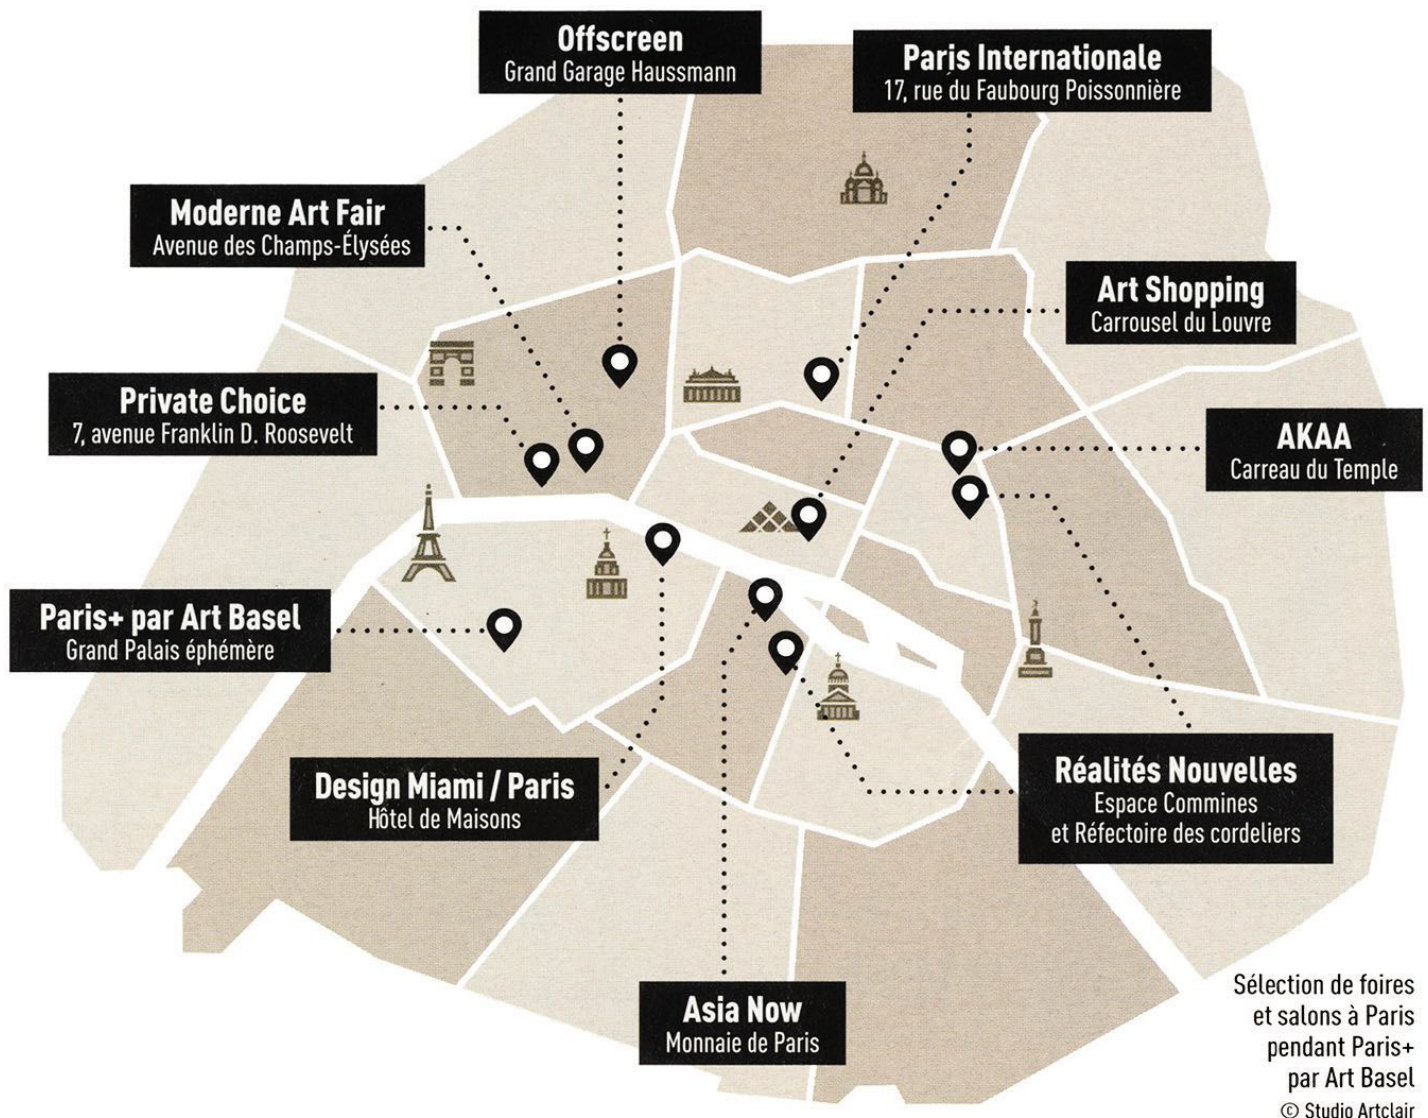 Offscreen
Grand Garage Haussmann
Paris Internationale
17, rue du Faubourg Poissonnière
Moderne Art Fair
Avenue des Champs-Élysées
Art Shopping
Carrousel du Louvre
Private Choice
7, avenue Franklin D. Roosevelt
AKAA
Carreau du Temple
Paris+ par Art Basel
Grand Palais éphémère
Design Miami / Paris
Hôtel de Maisons
Réalités Nouvelles
Espace Commines
et Réfectoire des cordeliers
Asia Now
Monnaie de Paris
Sélection de foires
et salons à Paris
pendant Paris+
par Art Basel
© Studio Artclair